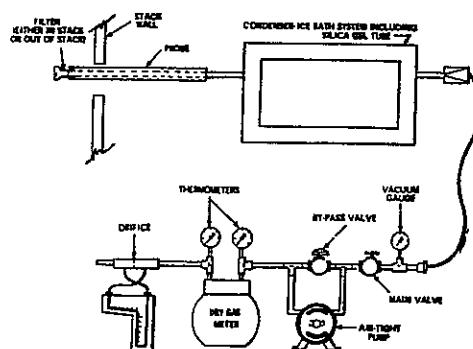 FILTER
(EITHER IN STACK
OR OUT OF STACK)
STACK
WALL
PROBE
CONDENSER-ICE BATH SYSTEM INCLUDING
SILICA GEL TUBE
THERMOMETERS
VACUUM
GAUGE
ORIFICE
BY-PASS VALVE
DRY GAS
METER
MAIN VALVE
AIR-TIGHT
PUMP